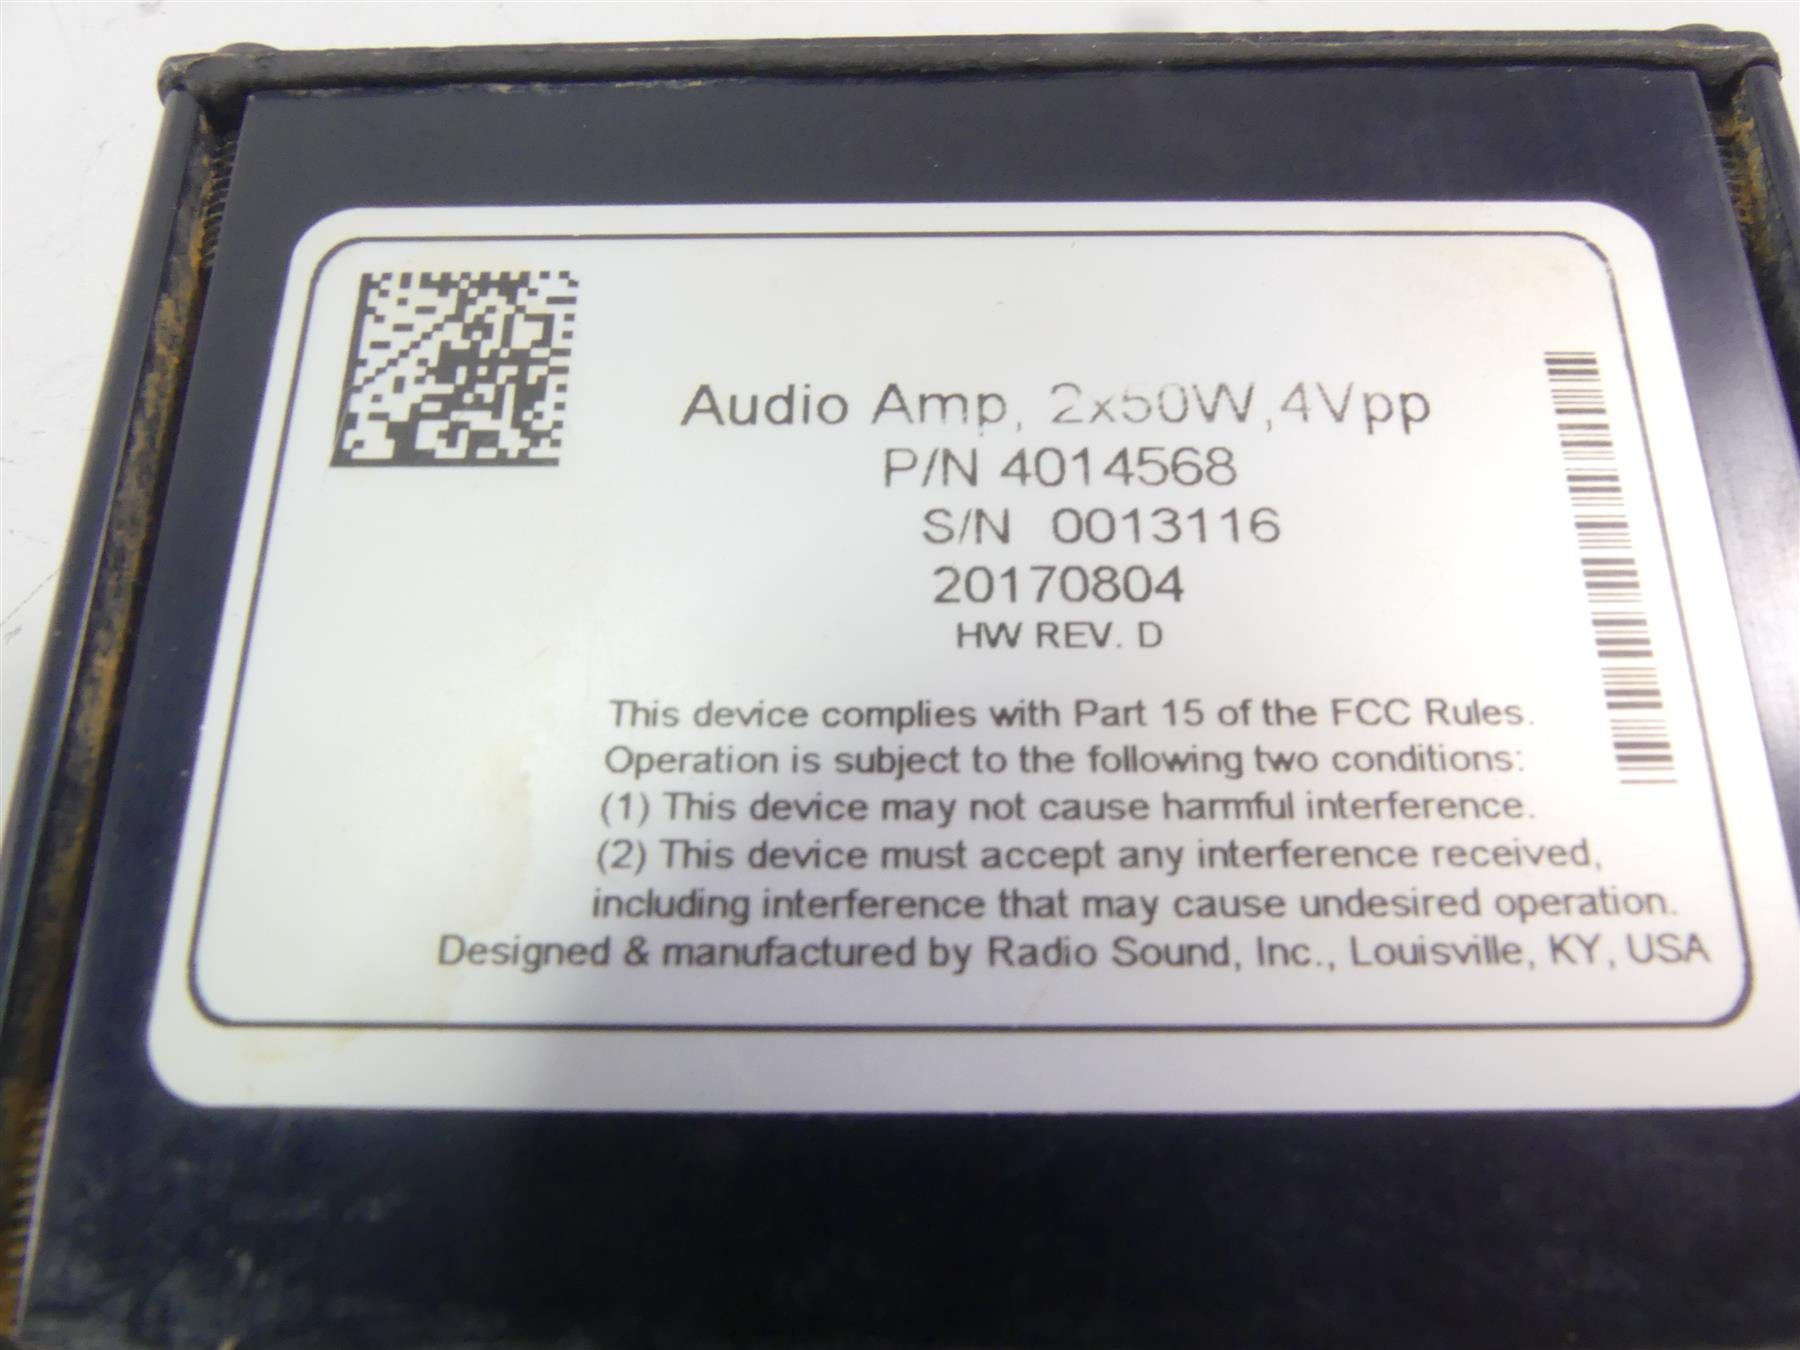 Audio Amp, 2x50W,4Vpp
P/N 4014568
S/N 0013116
20170804
HW REV. D
This device complies with Part 15 of the FCC Rules.
Operation is subject to the following two conditions:
(1) This device may not cause harmful interference.
(2) This device must accept any interference received,
including interference that may cause undesired operation.
Designed & manufactured by Radio Sound, Inc., Louisville, KY, USA